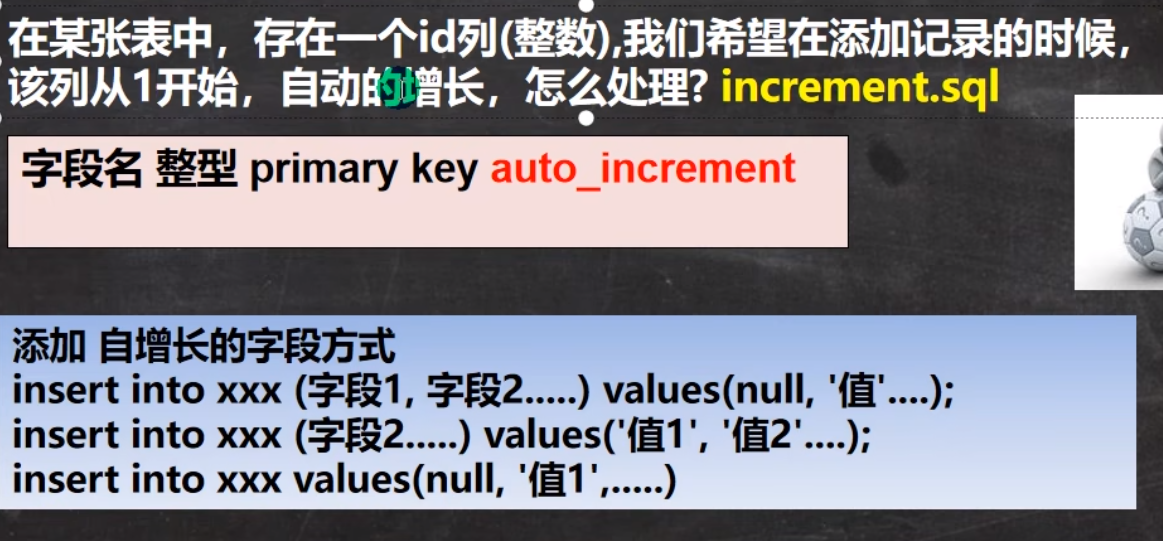 在某张表中，存在一个id列(整数),我们希望在添加记录的时候，
该列从1开始，自动的增长，怎么处理? increment.sql
字段名 整型 primary key auto_increment
添加 自增长的字段方式
insert into xxx (字段1, 字段2.....) values(null, '值'....);
insert into xxx (字段2.....) values('值1', '值2'....);
insert into xxx values(null, '值1',.....)